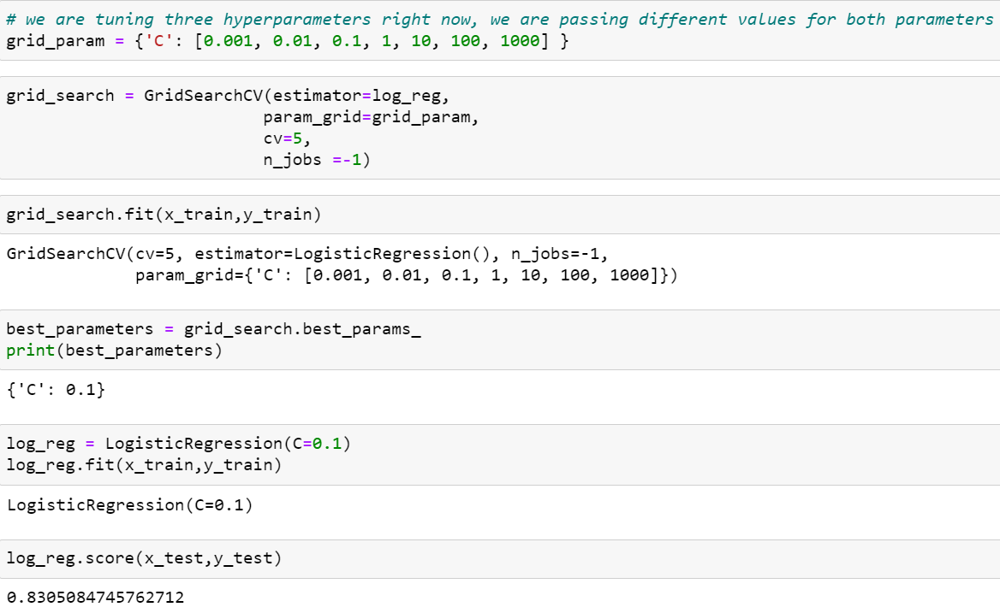 # we are tuning three hyperparameters right now, we are passing different values for both parameters
grid_param = {'C': [0.001, 0.01, 0.1, 1, 10, 100, 1000] }
grid_search = GridSearchCV(estimator=log_reg,
                          param_grid=grid_param,
                          cv=5,
                          n_jobs =-1)
grid_search.fit(x_train,y_train)
GridSearchCV(cv=5, estimator=LogisticRegression(), n_jobs=-1,
             param_grid={'C': [0.001, 0.01, 0.1, 1, 10, 100, 1000]})
best_parameters = grid_search.best_params_
print(best_parameters)
{'C': 0.1}
log_reg = LogisticRegression(C=0.1)
log_reg.fit(x_train,y_train)
LogisticRegression(C=0.1)
log_reg.score(x_test,y_test)
0.8305084745762712